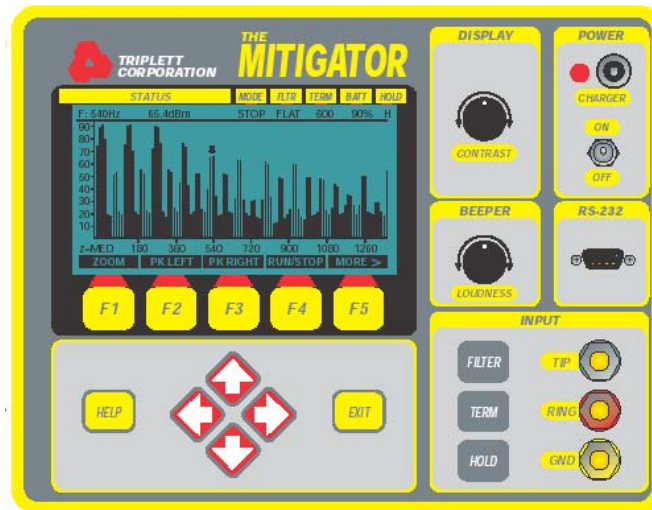 TRIPLETT
CORPORATION
THE
MITIGATOR
STATUS MODE FLTR TERM BATT HOLD
F: 540Hz 65.4dBm STOP FLAT 600 90% H
90
80
70
60
50
40
30
20
10
z=MED 180 360 540 720 900 1080 1260
ZOOM PK LEFT PK RIGHT RUN/STOP MORE >
F1 F2 F3 F4 F5
HELP
EXIT
DISPLAY
CONTRAST
POWER
CHARGER
ON
OFF
BEEPER
LOUDNESS
RS-232
INPUT
FILTER TIP
TERM RING
HOLD GND